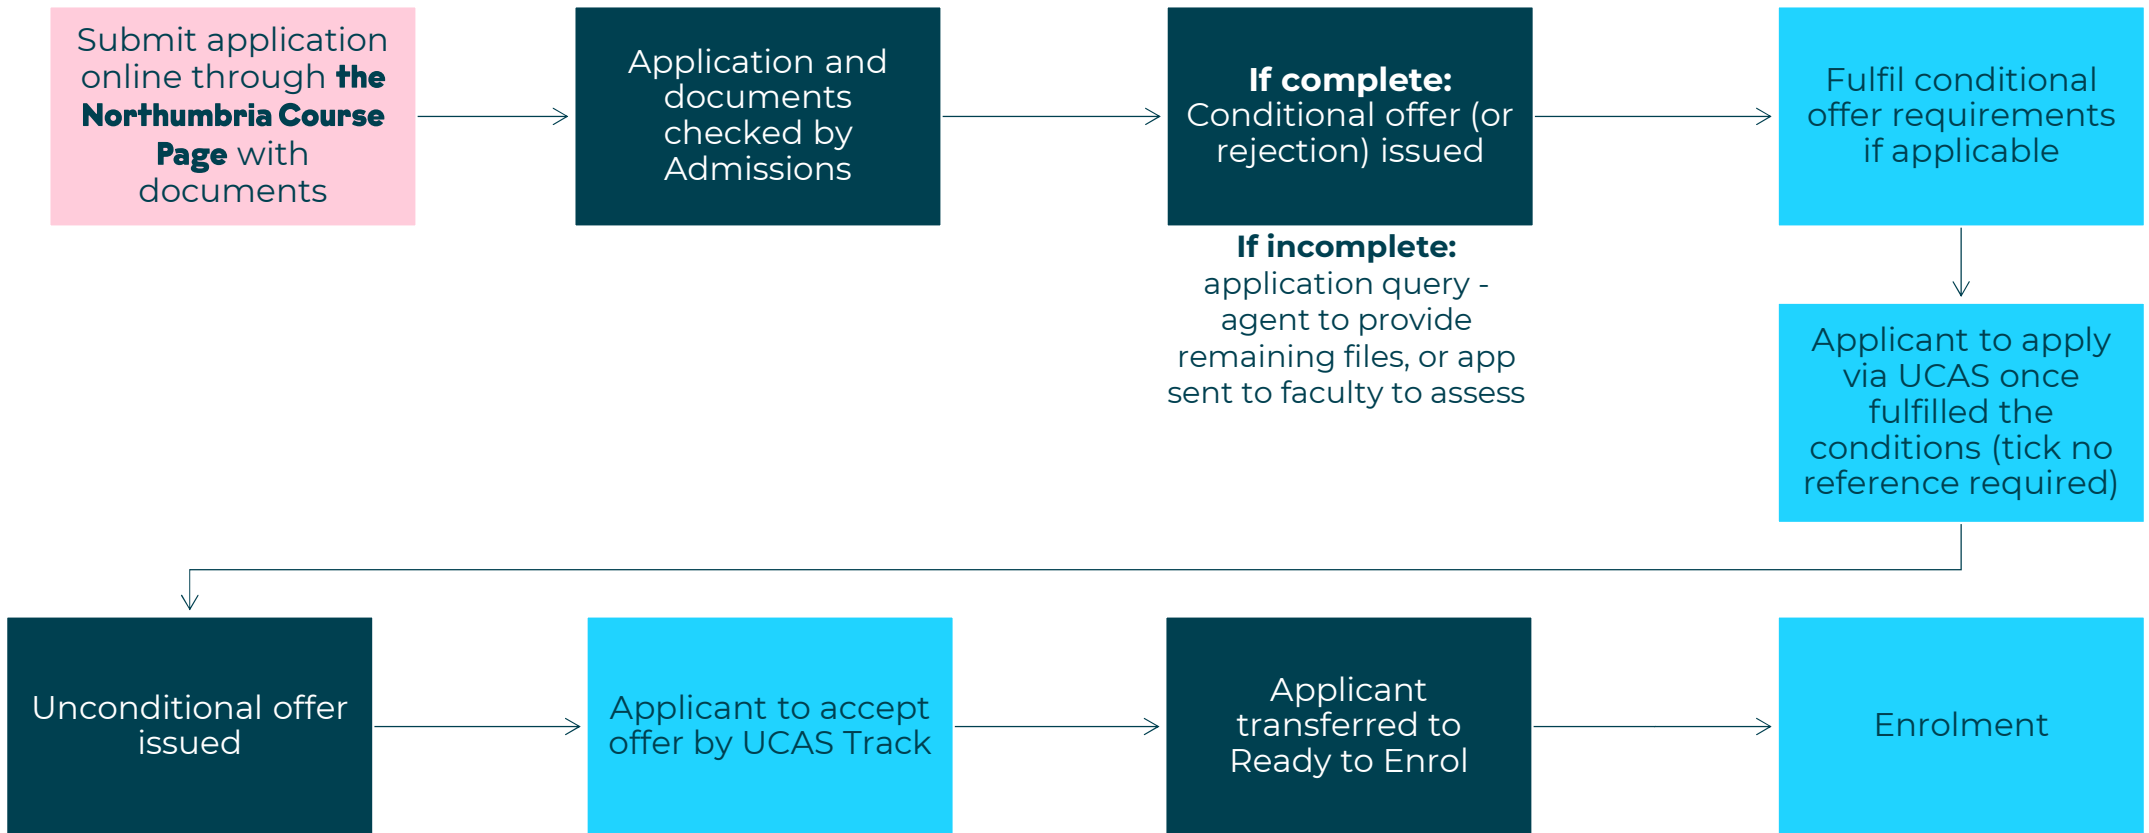 Submit application
online through the
Northumbria Course
Page with
documents
Application and
documents
checked by
Admissions
If complete:
Conditional offer (or
rejection) issued
If incomplete:
application query -
agent to provide
remaining files, or app
sent to faculty to assess
Fulfil conditional
offer requirements
if applicable
Applicant to apply
via UCAS once
fulfilled the
conditions (tick no
reference required)
Unconditional offer
issued
Applicant to accept
offer by UCAS Track
Applicant
transferred to
Ready to Enrol
Enrolment